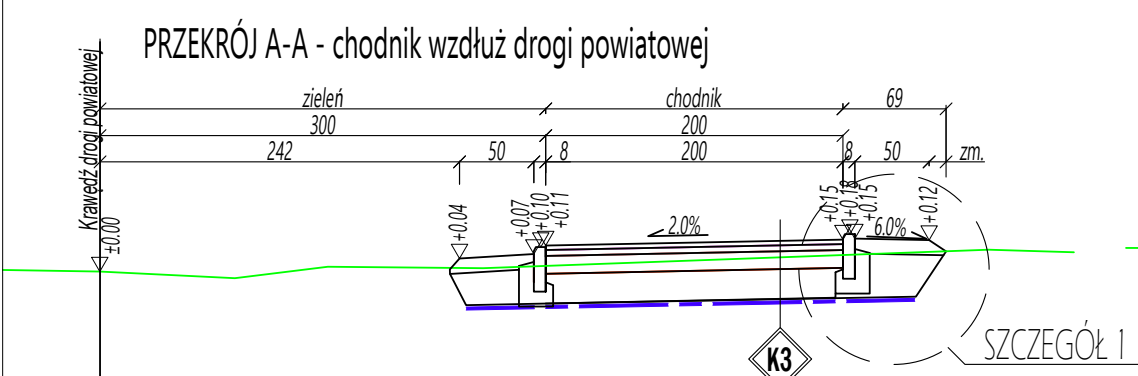 PRZEKRÓJ A-A - chodnik wzdłuż drogi powiatowej
Krawędź drogi powiatowej
zieleń chodnik 69
300 200
242 50 8 200 8 50 zm.
±0.00
+0.04
+0.07
+0.10
+0.11
+0.15
+0.18
+0.15
+0.12
2.0% 6.0%
K3
SZCZEGÓŁ 1